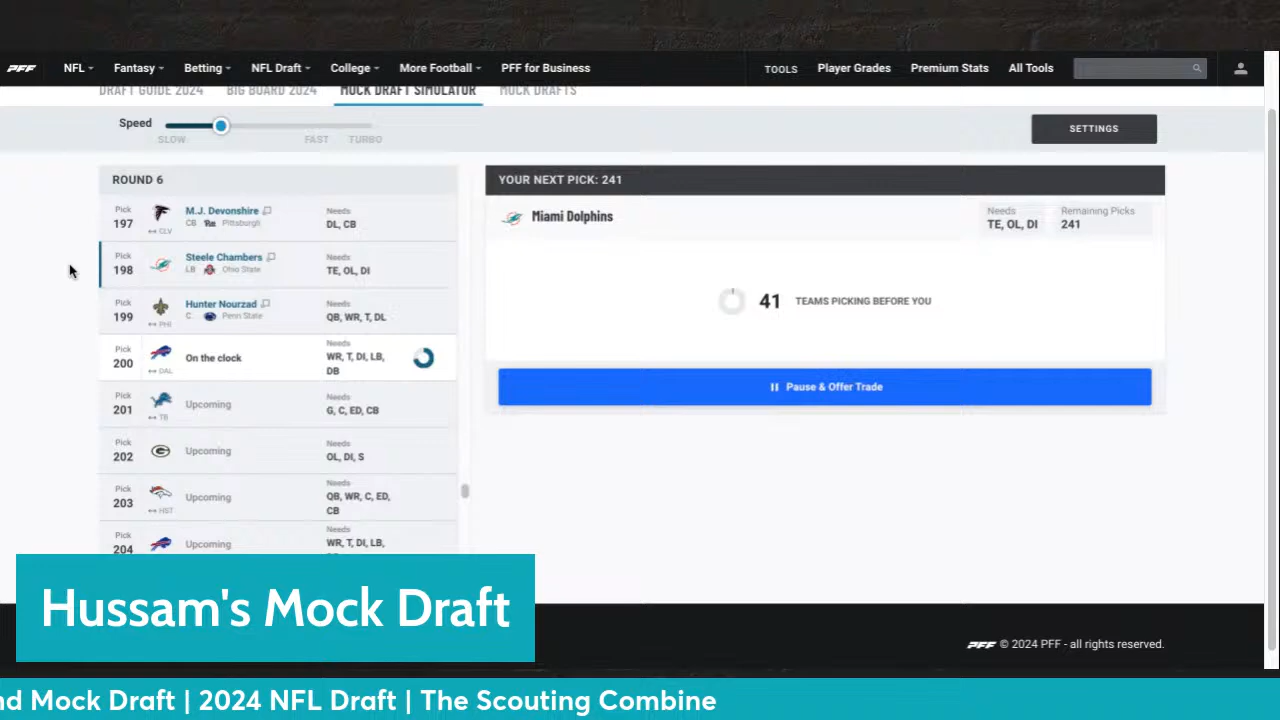 PFF NFL Fantasy Betting NFL Draft College More Football PFF for Business TOOLS Player Grades Premium Stats All Tools
DRAFT GUIDE 2024 BIG BOARD 2024 MOCK DRAFT SIMULATOR MOCK DRAFTS
Speed
SLOW FAST TURBO
SETTINGS
ROUND 6
Pick 197
CLV
M.J. Devonshire
CB Pitt Pittsburgh
Needs
DL, CB
Pick 198
Steele Chambers
LB Ohio State
Needs
TE, OL, DI
Pick 199
PHI
Hunter Nourzad
C Penn State
Needs
QB, WR, T, DL
Pick 200
DAL
On the clock
Needs
WR, T, DI, LB,
DB
Pick 201
TB
Upcoming
Needs
G, C, ED, CB
Pick 202
Upcoming
Needs
OL, DI, S
Pick 203
HST
Upcoming
Needs
QB, WR, C, ED,
CB
Pick 204
Upcoming
Needs
WR, T, DI, LB,
YOUR NEXT PICK: 241
Miami Dolphins
Needs
TE, OL, DI
Remaining Picks
241
41 TEAMS PICKING BEFORE YOU
Pause & Offer Trade
Hussam's Mock Draft
PFF © 2024 PFF - all rights reserved.
nd Mock Draft | 2024 NFL Draft | The Scouting Combine